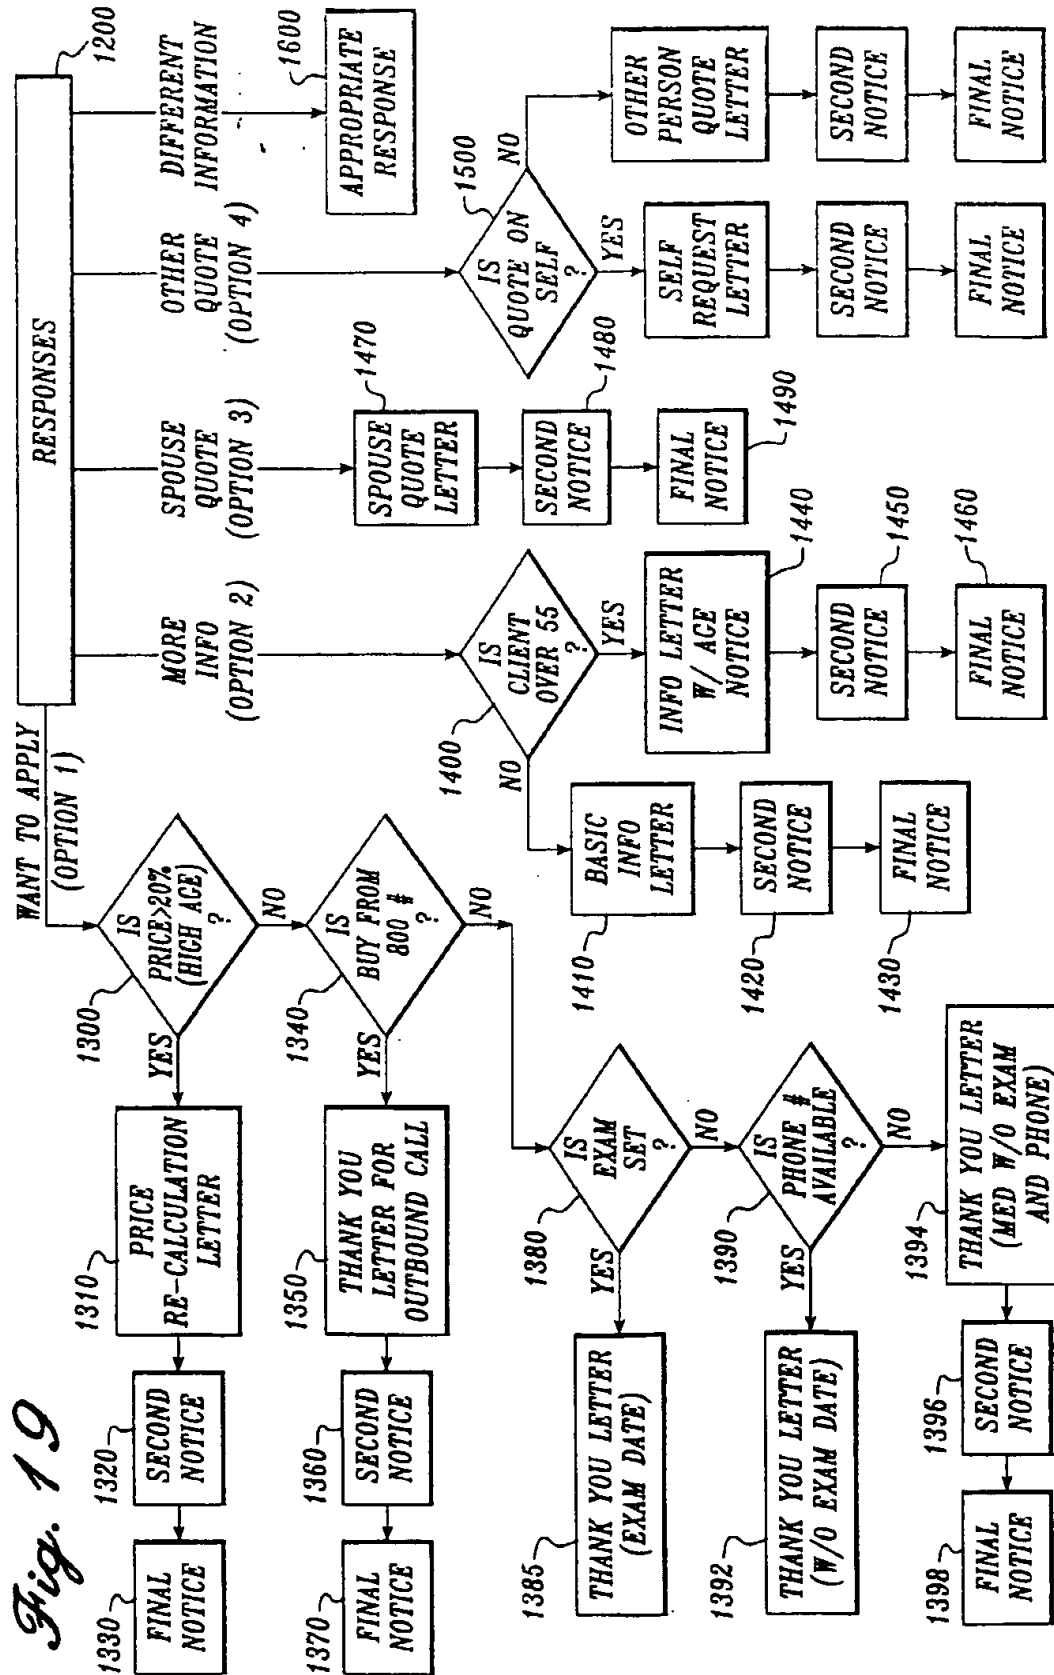 Fig. 19
RESPONSES
1200
WANT TO APPLY
(OPTION 1)
MORE
INFO
(OPTION 2)
SPOUSE
QUOTE
(OPTION 3)
OTHER
QUOTE
(OPTION 4)
DIFFERENT
INFORMATION
1600
APPROPRIATE
RESPONSE
1300
IS
PRICE>20%
(HIGH AGE)
?
YES
NO
1310
PRICE
RE-CALCULATION
LETTER
1320
SECOND
NOTICE
1330
FINAL
NOTICE
1340
IS
BUY FROM
800 #
?
YES
NO
1350
THANK YOU
LETTER FOR
OUTBOUND CALL
1360
SECOND
NOTICE
1370
FINAL
NOTICE
1380
IS
EXAM
SET
?
YES
NO
1385
THANK YOU LETTER
(EXAM DATE)
1390
IS
PHONE #
AVAILABLE
?
YES
NO
1392
THANK YOU LETTER
(W/O EXAM DATE)
1394
THANK YOU LETTER
(MED W/O EXAM
AND PHONE)
1396
SECOND
NOTICE
1398
FINAL
NOTICE
1400
IS
CLIENT
OVER 55
?
NO
YES
1410
BASIC
INFO
LETTER
1420
SECOND
NOTICE
1430
FINAL
NOTICE
1440
INFO LETTER
W/ AGE
NOTICE
1450
SECOND
NOTICE
1460
FINAL
NOTICE
1470
SPOUSE
QUOTE
LETTER
1480
SECOND
NOTICE
1490
FINAL
NOTICE
1500
IS
QUOTE ON
SELF
?
YES
NO
SELF
REQUEST
LETTER
SECOND
NOTICE
FINAL
NOTICE
OTHER
PERSON
QUOTE
LETTER
SECOND
NOTICE
FINAL
NOTICE